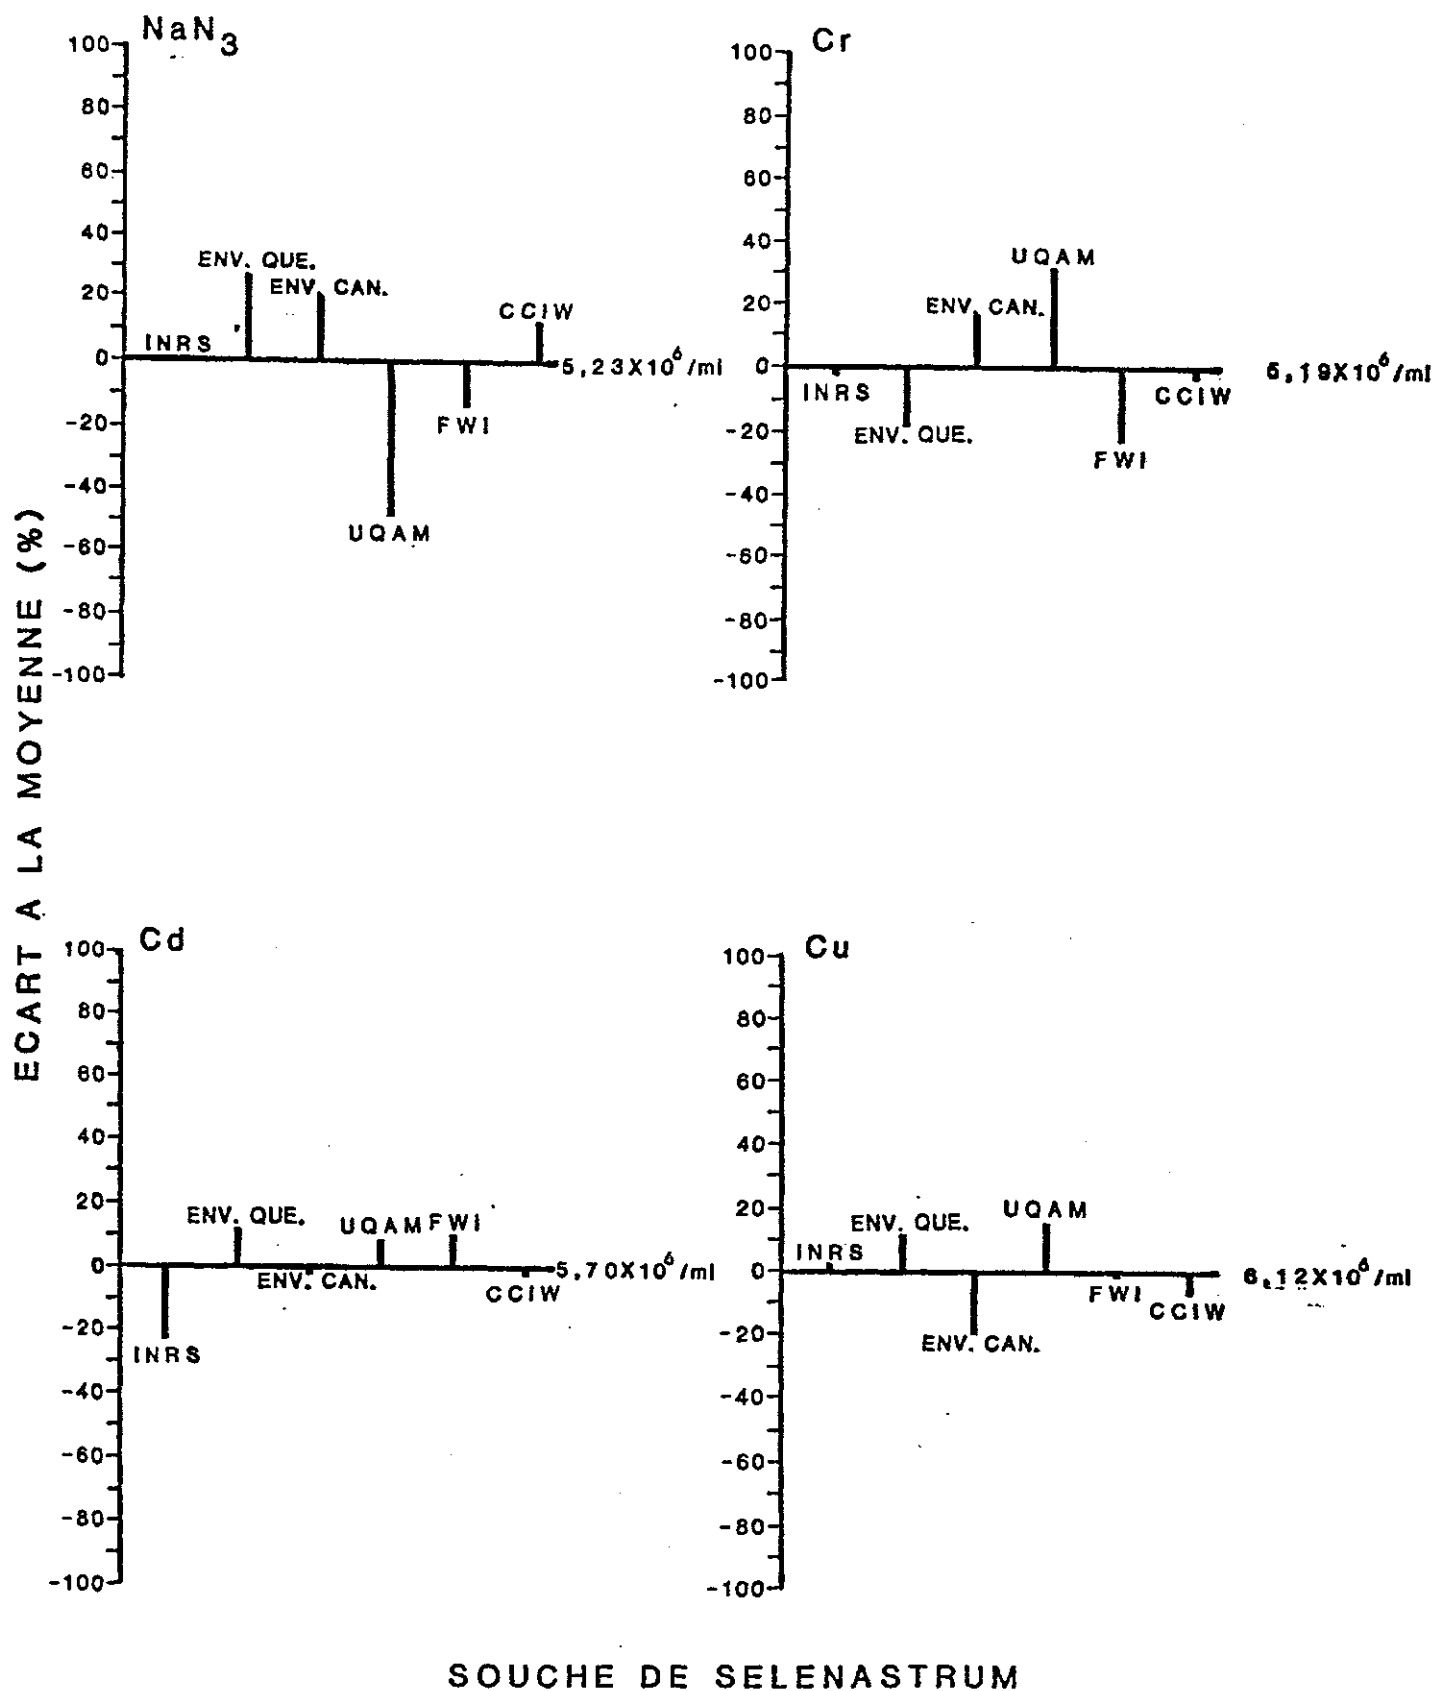 NaN3
100
80
60
40
20
0
-20
-40
-60
-80
-100
INRS
ENV. QUE.
ENV. CAN.
UQAM
FWI
CCIW
5,23X10⁶/ml
Cr
100
80
60
40
20
0
-20
-40
-60
-80
-100
INRS
ENV. QUE.
ENV. CAN.
UQAM
FWI
CCIW
6,19X10⁶/ml
ECART A LA MOYENNE (%)
Cd
100
80
60
40
20
0
-20
-40
-60
-80
-100
INRS
ENV. QUE.
ENV. CAN.
UQAM
FWI
CCIW
5,70X10⁶/ml
Cu
100
80
60
40
20
0
-20
-40
-60
-80
-100
INRS
ENV. QUE.
ENV. CAN.
UQAM
FWI
CCIW
6,12X10⁶/ml
SOUCHE DE SELENASTRUM